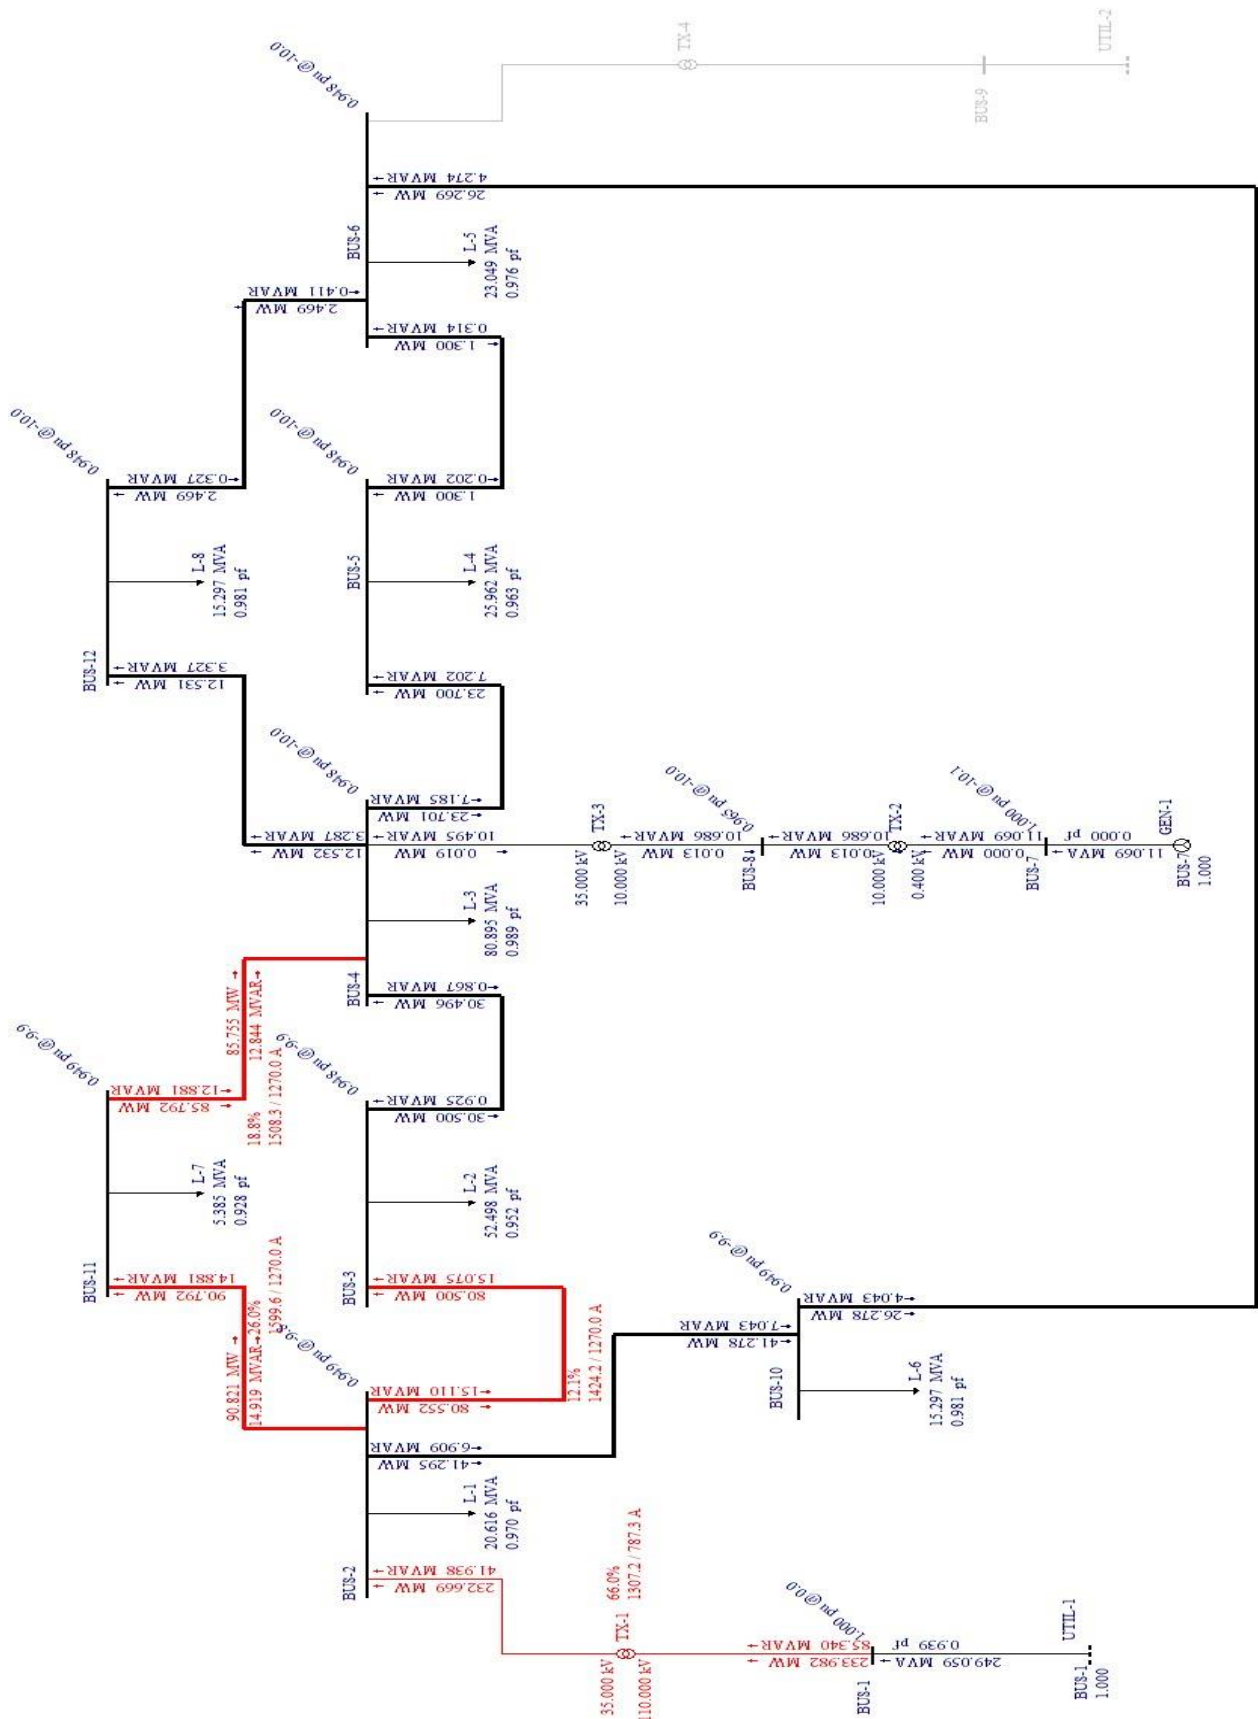 TX-4
UTIL-2
BUS-9
0.948 pu @-10.0
4.274 MVAR
26.269 MW
BUS-6
L-5
23.049 MVA
0.976 pf
0.411 MVAR
2.469 MW
0.314 MVAR
1.300 MW
0.948 pu @-10.0
0.327 MVAR
2.469 MW
L-8
15.297 MVA
0.981 pf
BUS-12
3.327 MVAR
12.531 MW
0.948 pu @-10.0
0.202 MVAR
1.300 MW
BUS-5
L-4
25.962 MVA
0.963 pf
7.202 MVAR
23.700 MW
0.948 pu @-10.0
7.185 MVAR
23.701 MW
3.287 MVAR
12.532 MW
10.495 MVAR
0.019 MW
TX-3
35.000 kV
10.000 kV
10.686 MVAR
0.013 MW
0.965 pu @-10.0
BUS-8
10.686 MVAR
0.013 MW
TX-2
10.000 kV
0.400 kV
11.069 MVAR
0.000 MW
1.000 pu @-10.1
BUS-7
0.000 pf
11.069 MVA
GEN-1
BUS-7
1.000
L-3
80.895 MVA
0.989 pf
BUS-4
0.867 MVAR
30.496 MW
85.755 MW
12.844 MVAR
0.949 pu @-9.9
12.881 MVAR
85.792 MW
18.8%
1508.3 / 1270.0 A
L-7
5.385 MVA
0.928 pf
BUS-11
14.881 MVAR
90.792 MW
26.0%
1599.6 / 1270.0 A
90.821 MW
14.919 MVAR
0.948 pu @-9.9
0.925 MVAR
30.500 MW
L-2
52.498 MVA
0.952 pf
BUS-3
15.075 MVAR
80.500 MW
12.1%
1424.2 / 1270.0 A
0.949 pu @-9.8
15.110 MVAR
80.552 MW
6.909 MVAR
41.295 MW
L-1
20.616 MVA
0.970 pf
BUS-2
41.938 MVAR
232.669 MW
0.949 pu @-9.9
7.043 MVAR
41.278 MW
4.043 MVAR
26.278 MW
BUS-10
L-6
15.297 MVA
0.981 pf
TX-1
66.0%
1307.2 / 787.3 A
35.000 kV
110.000 kV
85.340 MVAR
233.982 MW
1.000 pu @0.0
BUS-1
0.939 pf
249.059 MVA
UTIL-1
BUS-1
1.000